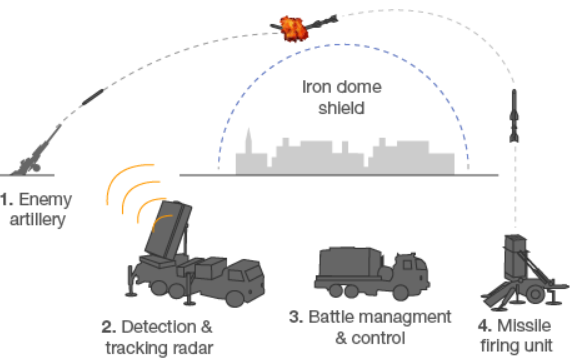 Iron dome
shield
1. Enemy
artillery
2. Detection &
tracking radar
3. Battle managment
& control
4. Missile
firing unit